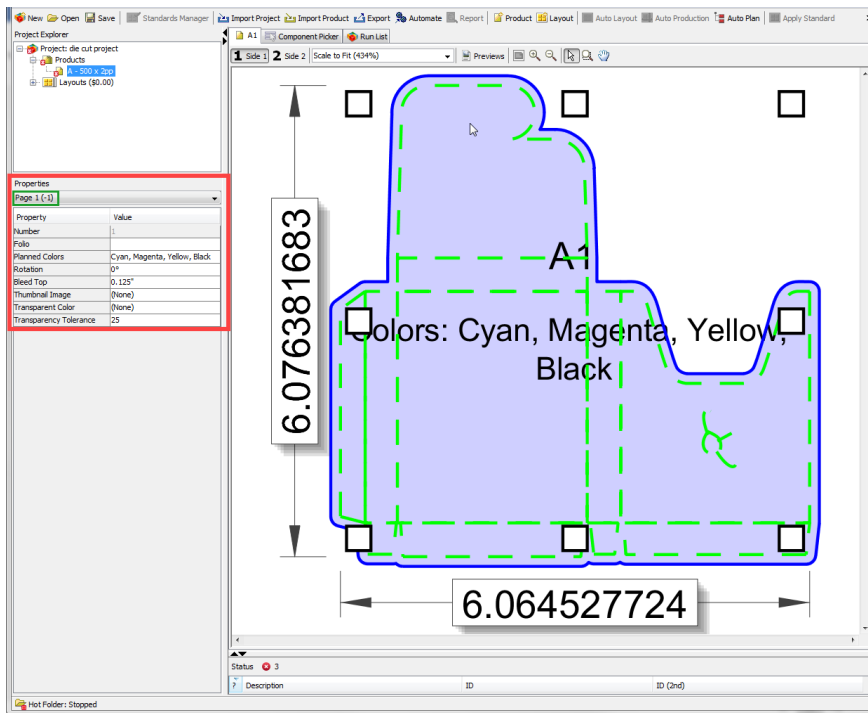 New Open Save Standards Manager Import Project Import Product Export Automate Report Product Layout Auto Layout Auto Production Auto Plan Apply Standard
Project Explorer
Project: die cut project
Products
A - 500 x 2pp
Layouts ($0.00)
A1 Component Picker Run List
1 Side 1 2 Side 2 Scale to Fit (434%) Previews
Properties
Page 1 (-1)
Property Value
Number 1
Folio
Planned Colors Cyan, Magenta, Yellow, Black
Rotation 0°
Bleed Top 0.125"
Thumbnail Image (None)
Transparent Color (None)
Transparency Tolerance 25
6.076381683
A1
Colors: Cyan, Magenta, Yellow,
Black
6.064527724
Status 3
? Description ID ID (2nd)
Hot Folder: Stopped